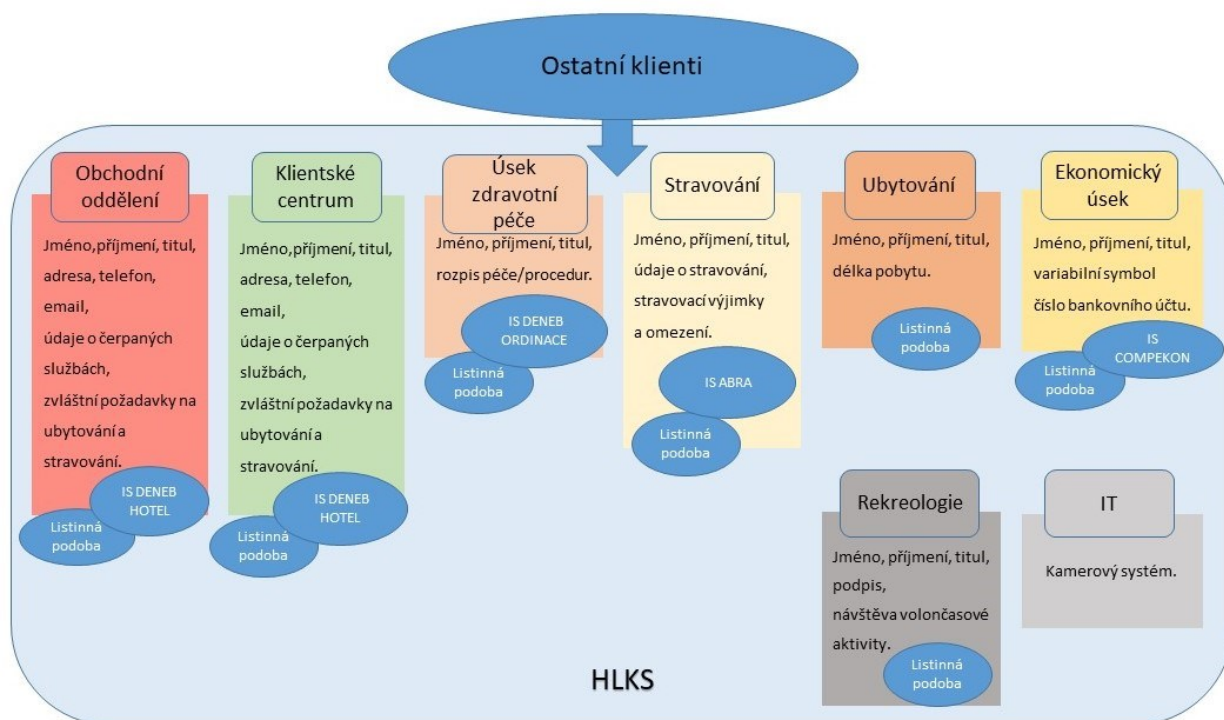 Ostatní klienti
Obchodní
oddělení
Jméno,příjmení, titul,
adresa, telefon,
email,
údaje o čerpaných
službách,
zvláštní požadavky na
ubytování a
stravování.
IS DENEB
HOTEL
Listinná
podoba
Klientské
centrum
Jméno,příjmení, titul,
adresa, telefon,
email,
údaje o čerpaných
službách,
zvláštní požadavky na
ubytování a
stravování.
IS DENEB
HOTEL
Listinná
podoba
Úsek
zdravotní
péče
Jméno, příjmení, titul,
rozpis péče/procedur.
IS DENEB
ORDINACE
Listinná
podoba
Stravování
Jméno, příjmení, titul,
údaje o stravování,
stravovací výjimky
a omezení.
IS ABRA
Listinná
podoba
Ubytování
Jméno, příjmení, titul,
délka pobytu.
Listinná
podoba
Ekonomický
úsek
Jméno, příjmení, titul,
variabilní symbol
číslo bankovního účtu.
IS
COMPEKON
Listinná
podoba
Rekreologie
Jméno, příjmení, titul,
podpis,
návštěva volončasové
aktivity.
Listinná
podoba
IT
Kamerový systém.
HLKS